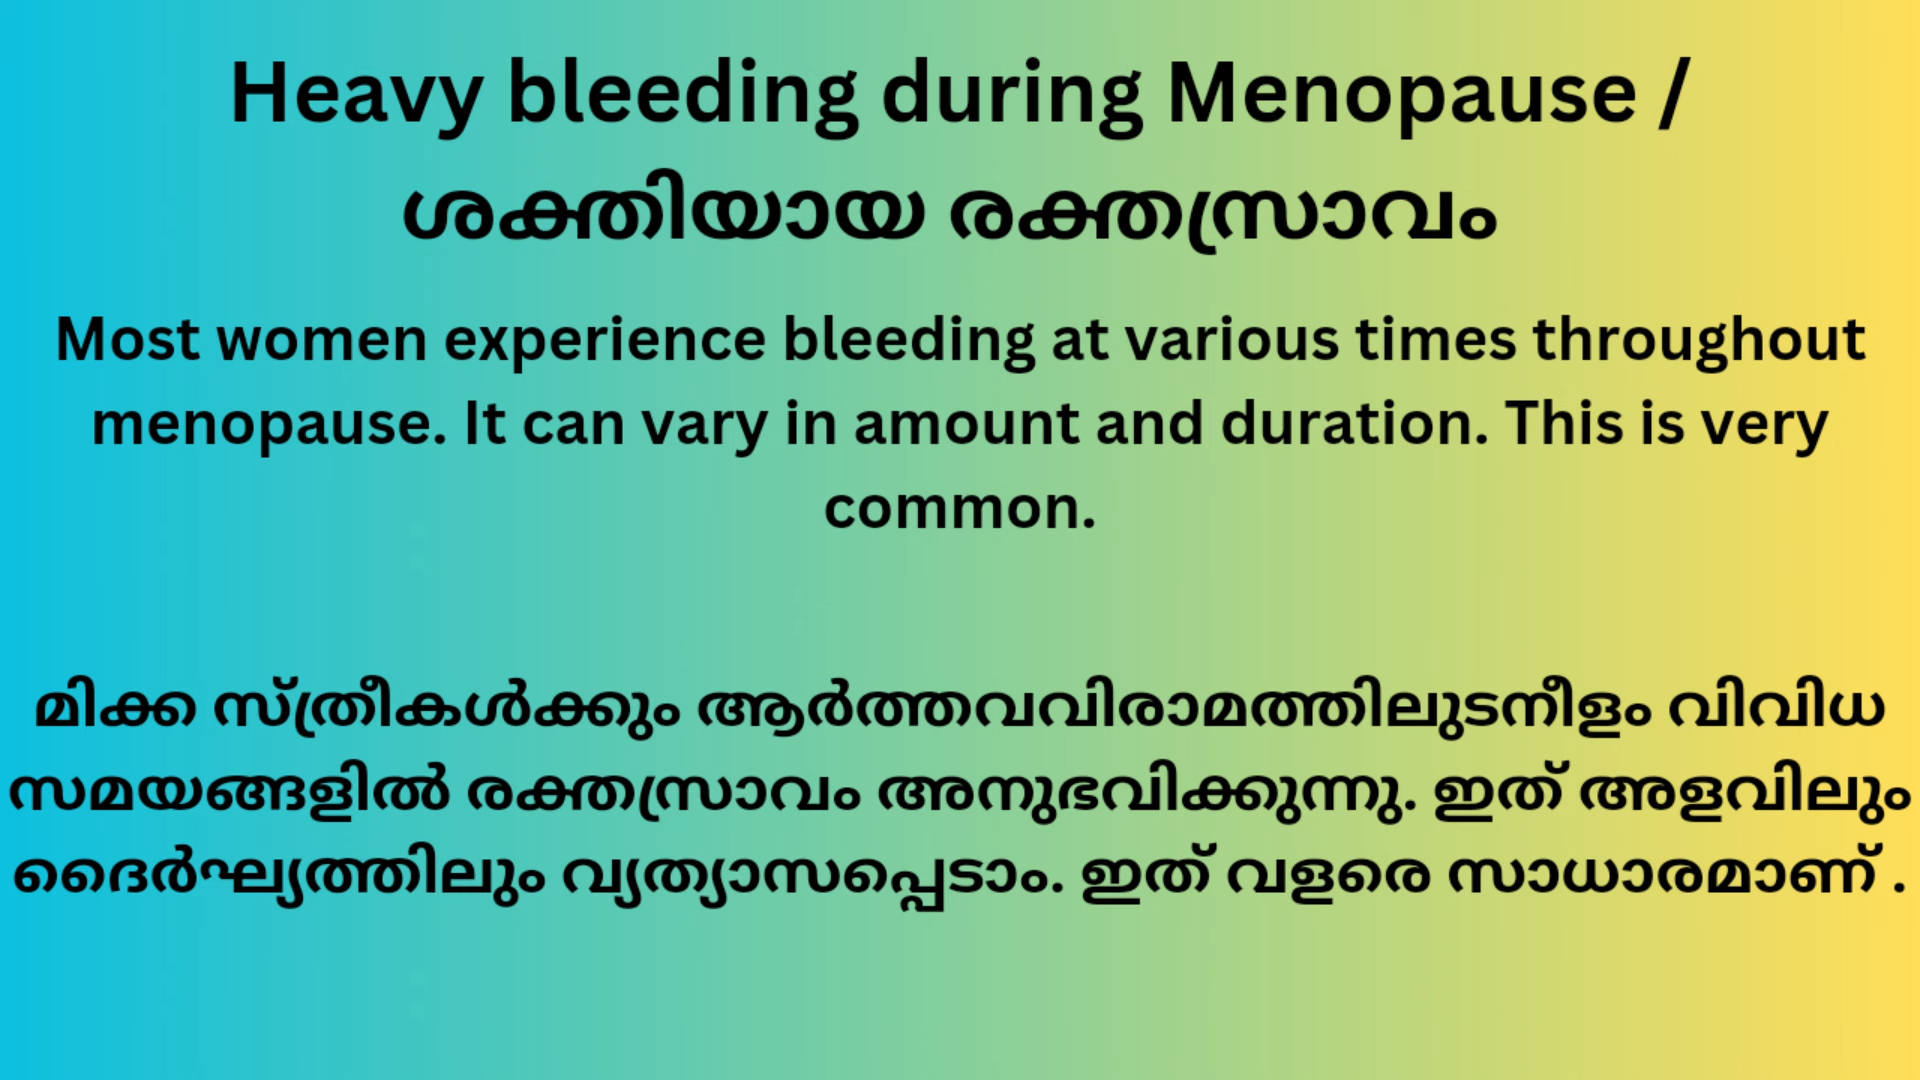 Heavy bleeding during Menopause /
ശക്തിയായ രക്തസ്രാവം
Most women experience bleeding at various times throughout
menopause. It can vary in amount and duration. This is very
common.
മിക്ക സ്ത്രീകൾക്കും ആർത്തവവിരാമത്തിലുടനീളം വിവിധ
സമയങ്ങളിൽ രക്തസ്രാവം അനുഭവിക്കുന്നു. ഇത് അളവിലും
ദൈർഘ്യത്തിലും വ്യത്യാസപ്പെടാം. ഇത് വളരെ സാധാരമാണ് .